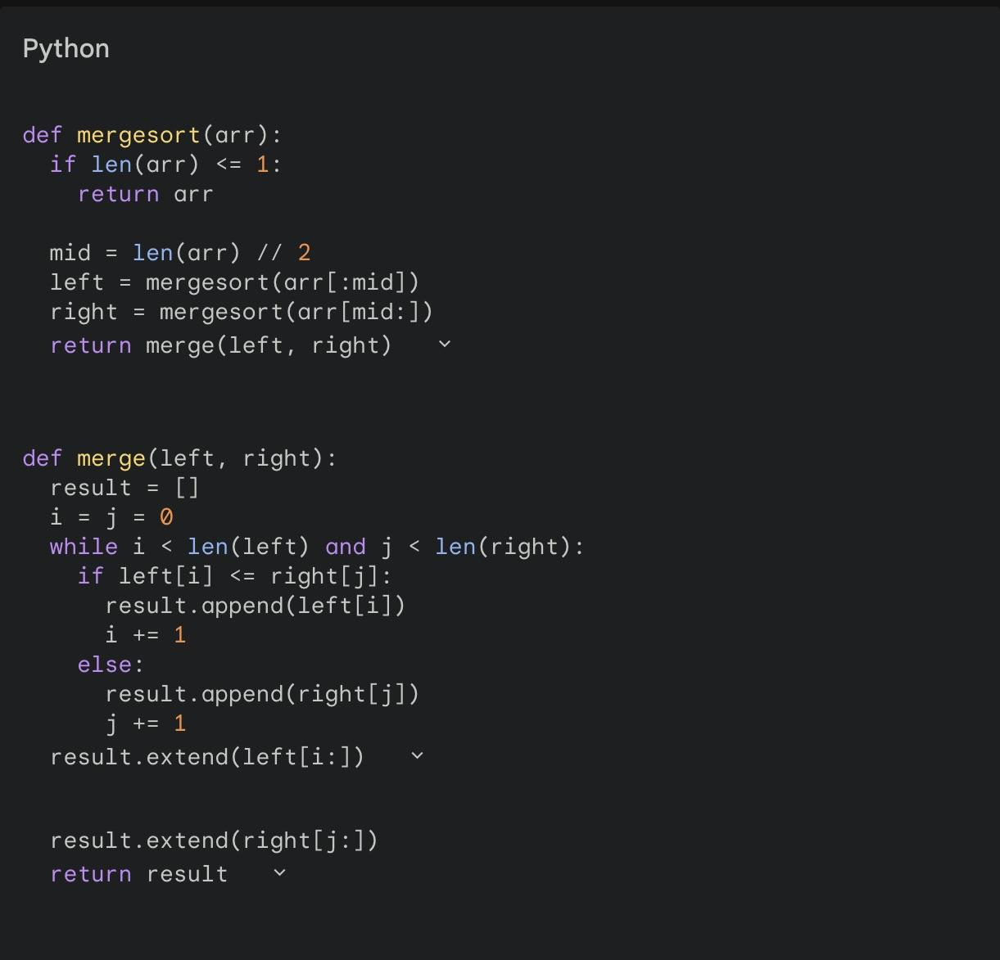 Python
def mergesort(arr):
  if len(arr) <= 1:
    return arr
  mid = len(arr) // 2
  left = mergesort(arr[:mid])
  right = mergesort(arr[mid:])
  return merge(left, right)
def merge(left, right):
  result = []
  i = j = 0
  while i < len(left) and j < len(right):
    if left[i] <= right[j]:
      result.append(left[i])
      i += 1
    else:
      result.append(right[j])
      j += 1
  result.extend(left[i:])
  result.extend(right[j:])
  return result